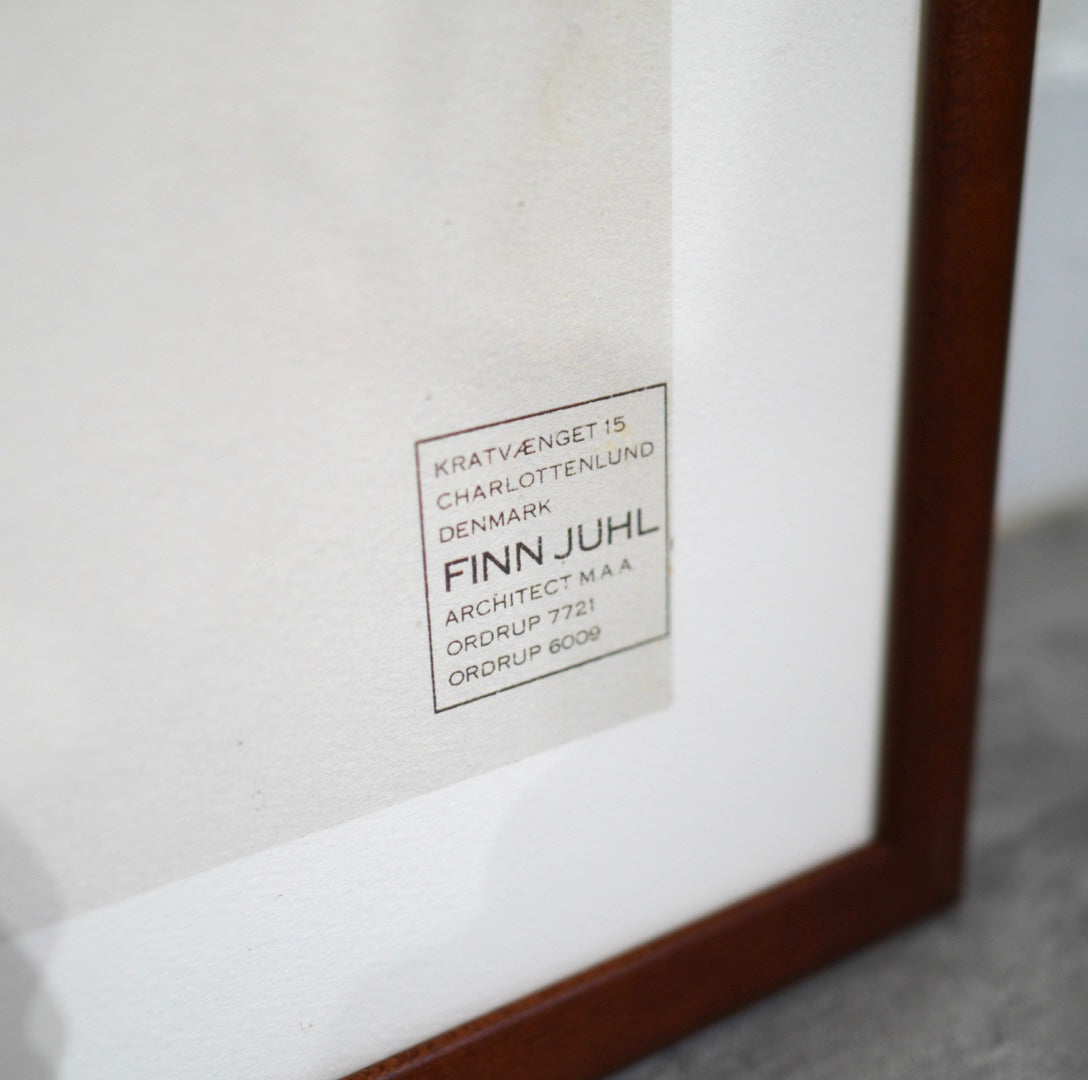 KRATVÆNGET 15
CHARLOTTENLUND
DENMARK
FINN JUHL
ARCHITECT M.A.A.
ORDRUP 7721
ORDRUP 6009